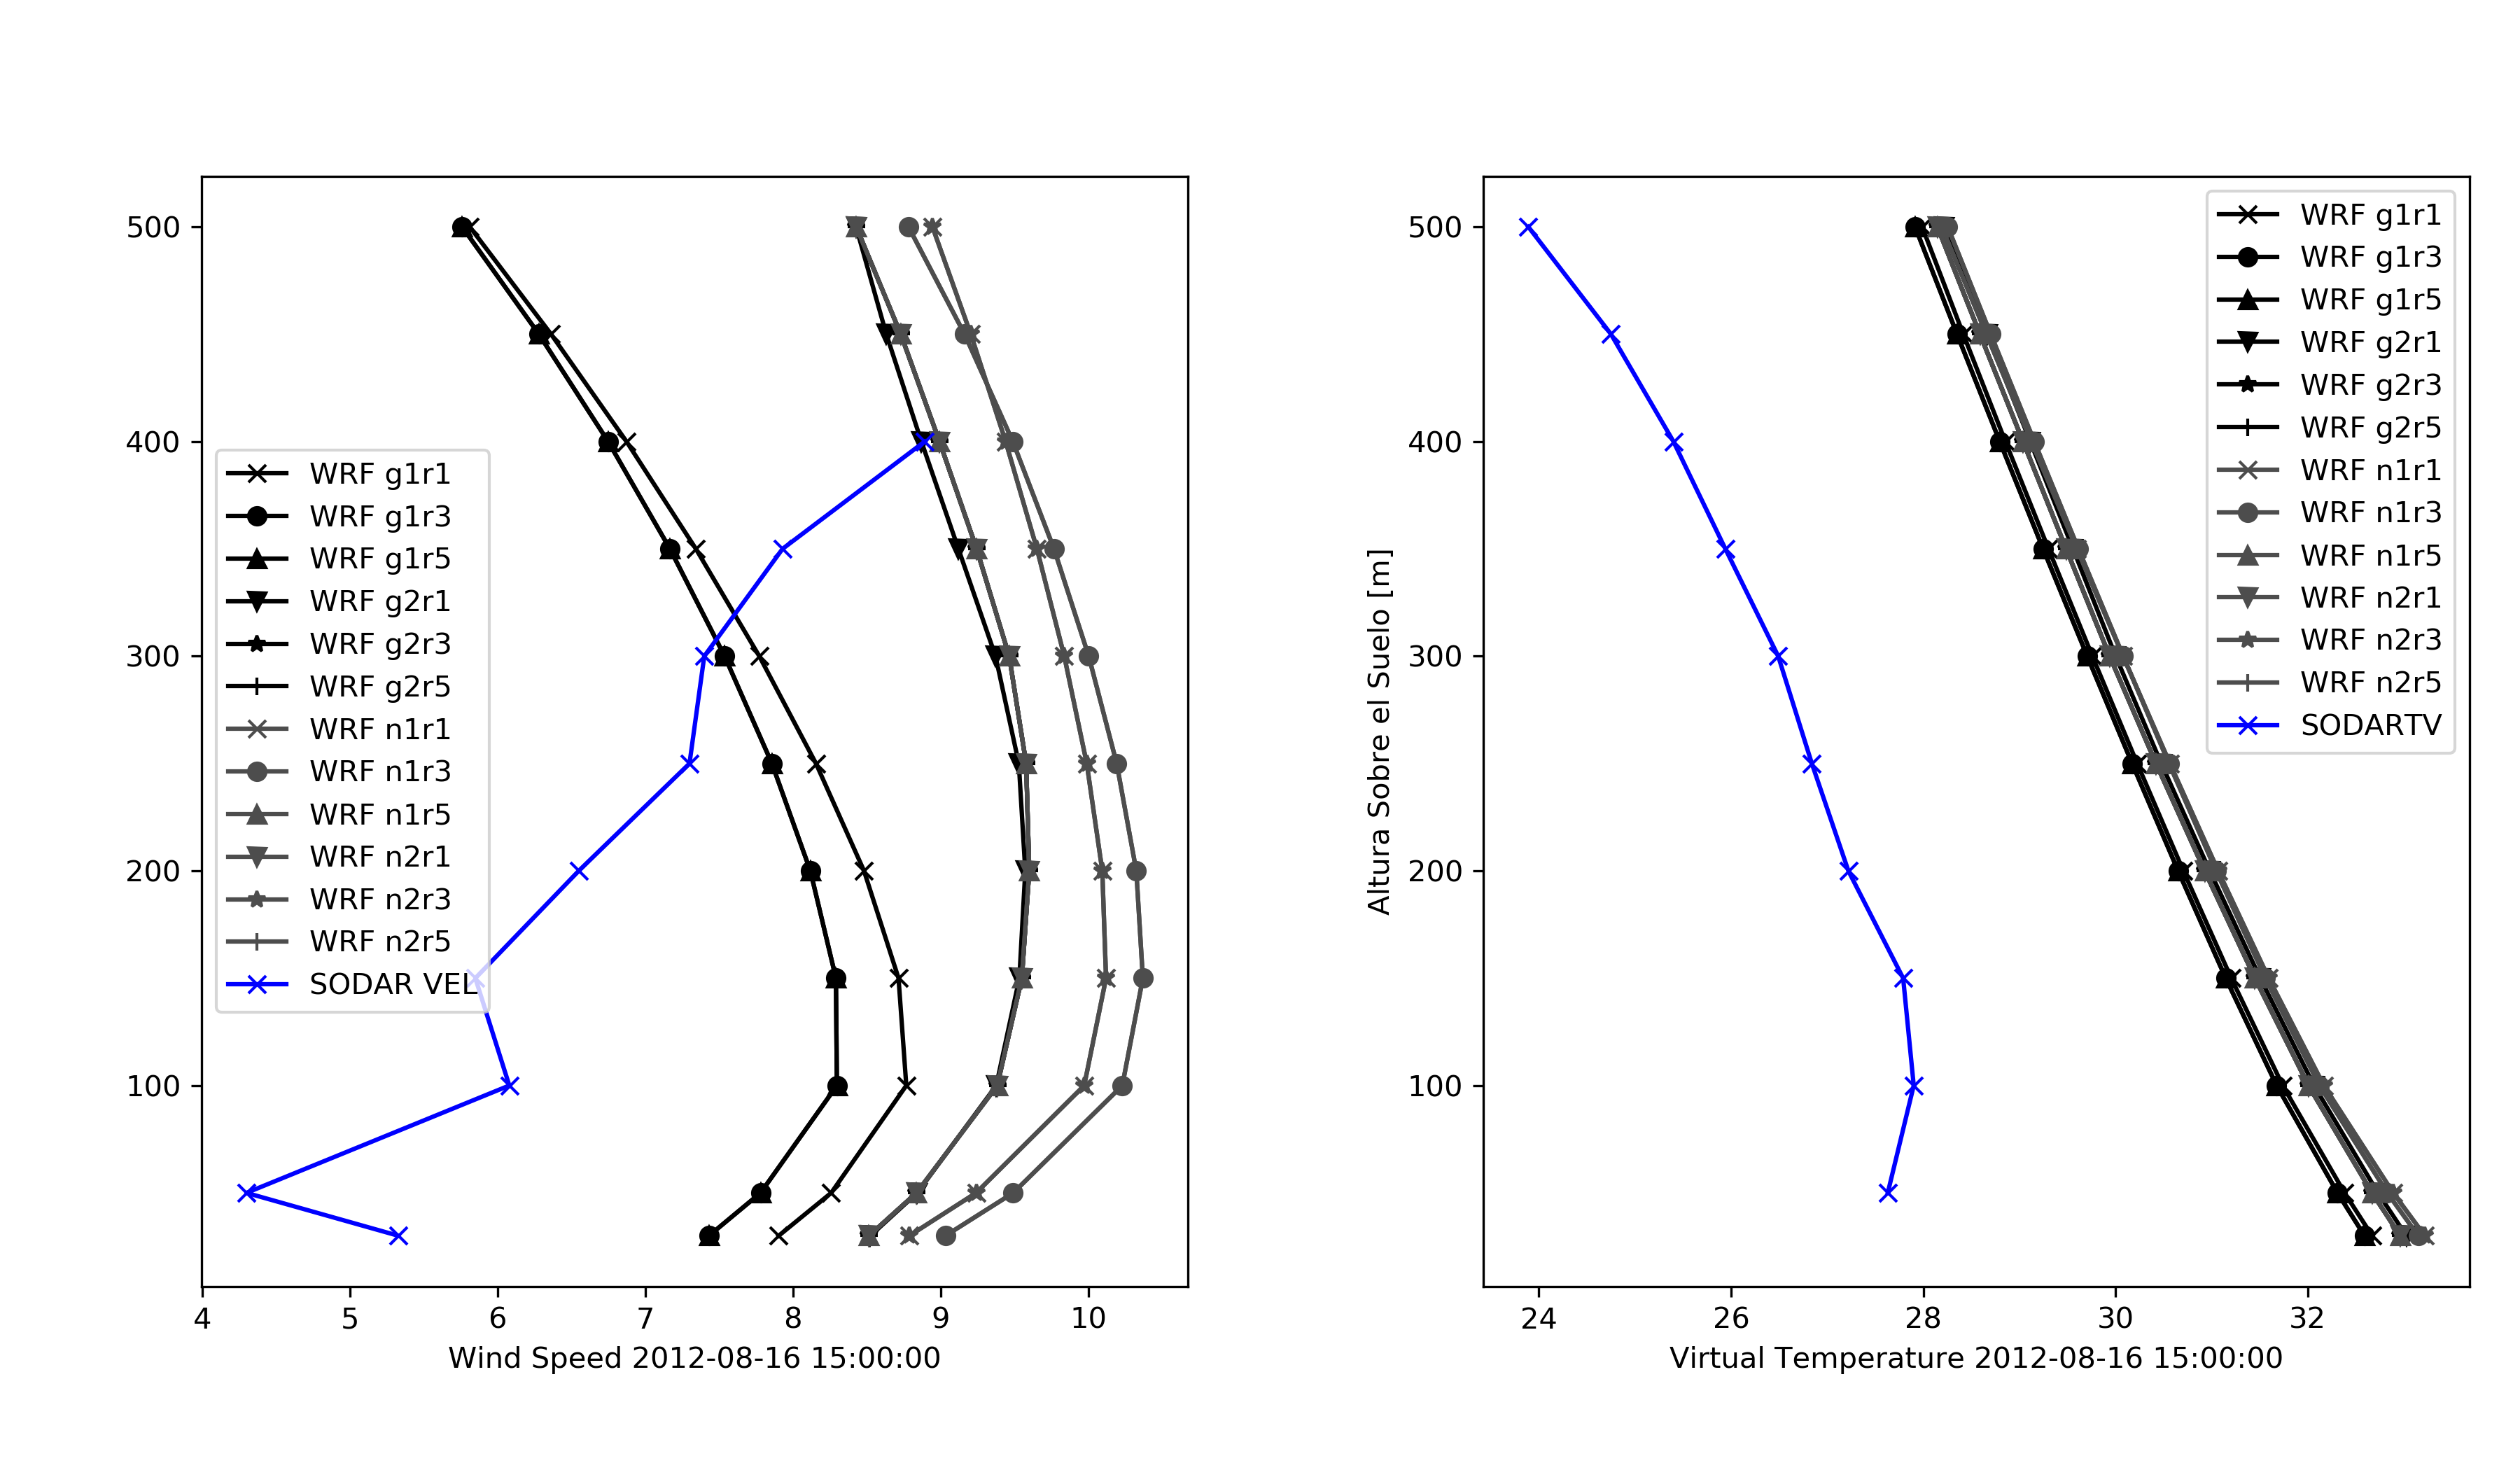 500
400
300
200
100
WRF g1r1
WRF g1r3
WRF g1r5
WRF g2r1
WRF g2r3
WRF g2r5
WRF n1r1
WRF n1r3
WRF n1r5
WRF n2r1
WRF n2r3
WRF n2r5
SODAR VEL
4 5 6 7 8 9 10
Wind Speed 2012-08-16 15:00:00
Altura Sobre el Suelo [m]
500
400
300
200
100
WRF g1r1
WRF g1r3
WRF g1r5
WRF g2r1
WRF g2r3
WRF g2r5
WRF n1r1
WRF n1r3
WRF n1r5
WRF n2r1
WRF n2r3
WRF n2r5
SODARTV
24 26 28 30 32
Virtual Temperature 2012-08-16 15:00:00